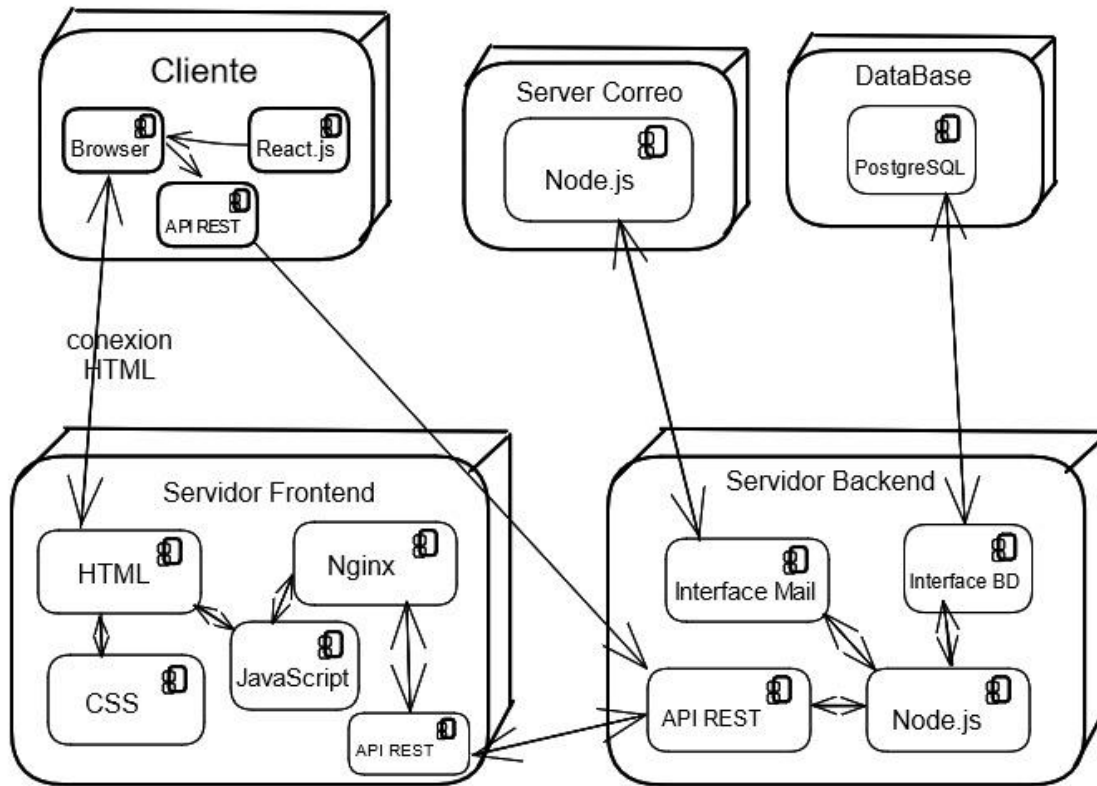 Cliente
Browser
React.js
API REST
Server Correo
Node.js
DataBase
PostgreSQL
conexion
HTML
Servidor Frontend
HTML
Nginx
CSS
JavaScript
API REST
Servidor Backend
Interface Mail
Interface BD
API REST
Node.js